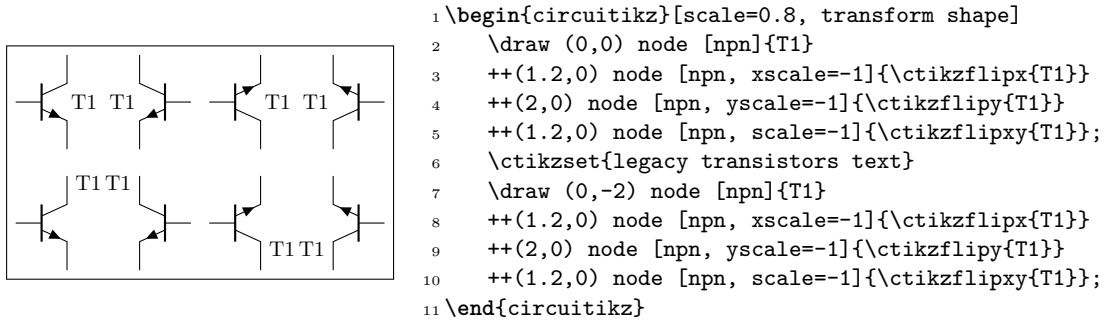 T1 T1 T1 T1
T1 T1
T1 T1
1 \begin{circuitikz}[scale=0.8, transform shape]
2 \draw (0,0) node [npn]{T1}
3 ++(1.2,0) node [npn, xscale=-1]{\ctikzflipx{T1}}
4 ++(2,0) node [npn, yscale=-1]{\ctikzflipy{T1}}
5 ++(1.2,0) node [npn, scale=-1]{\ctikzflipxy{T1}};
6 \ctikzset{legacy transistors text}
7 \draw (0,-2) node [npn]{T1}
8 ++(1.2,0) node [npn, xscale=-1]{\ctikzflipx{T1}}
9 ++(2,0) node [npn, yscale=-1]{\ctikzflipy{T1}}
10 ++(1.2,0) node [npn, scale=-1]{\ctikzflipxy{T1}};
11 \end{circuitikz}